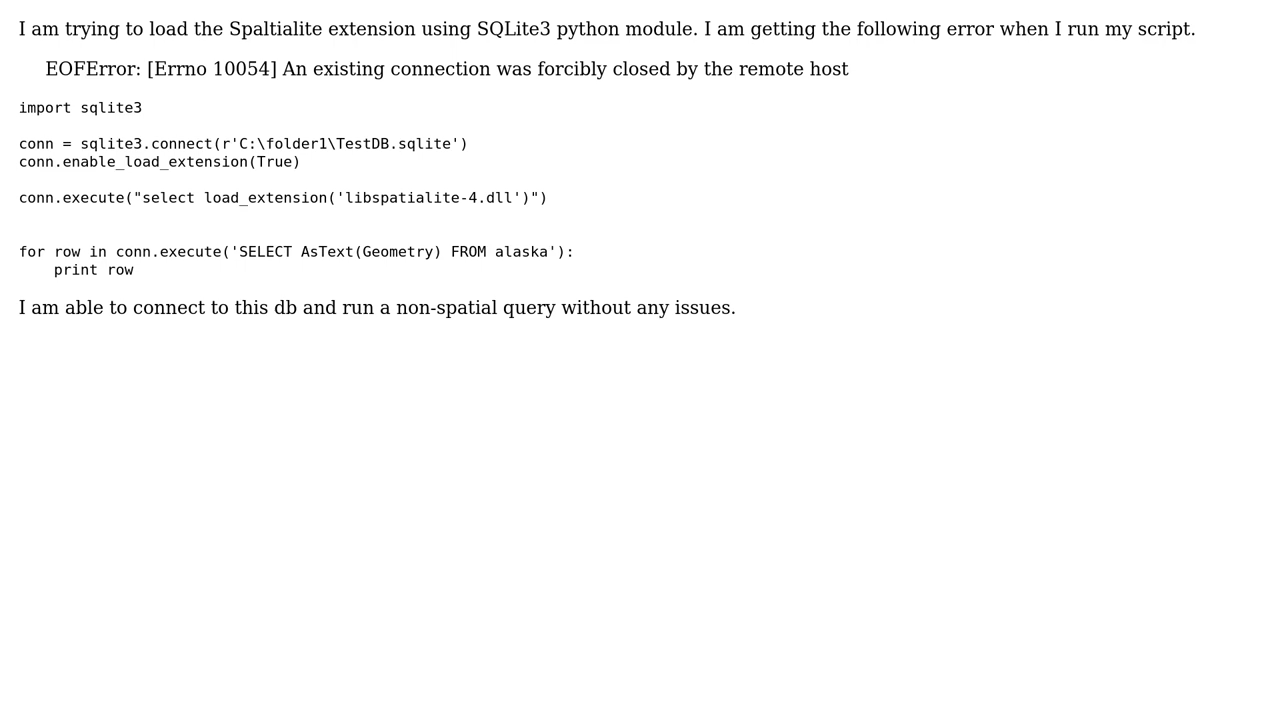 I am trying to load the Spaltialite extension using SQLite3 python module. I am getting the following error when I run my script.
EOFError: [Errno 10054] An existing connection was forcibly closed by the remote host
import sqlite3
conn = sqlite3.connect(r'C:\folder1\TestDB.sqlite')
conn.enable_load_extension(True)
conn.execute("select load_extension('libspatialite-4.dll')")
for row in conn.execute('SELECT AsText(Geometry) FROM alaska'):
    print row
I am able to connect to this db and run a non-spatial query without any issues.